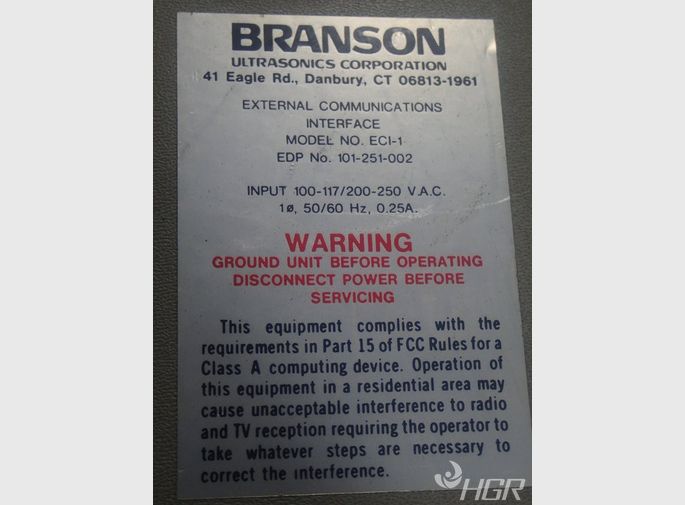 BRANSON
ULTRASONICS CORPORATION
41 Eagle Rd., Danbury, CT 06813-1961
EXTERNAL COMMUNICATIONS
INTERFACE
MODEL NO. ECI-1
EDP No. 101-251-002
INPUT 100-117/200-250 V.A.C.
1ø, 50/60 Hz, 0.25A.
WARNING
GROUND UNIT BEFORE OPERATING
DISCONNECT POWER BEFORE
SERVICING
This equipment complies with the
requirements in Part 15 of FCC Rules for a
Class A computing device. Operation of
this equipment in a residential area may
cause unacceptable interference to radio
and TV reception requiring the operator to
take whatever steps are necessary to
correct the interference.
HGR